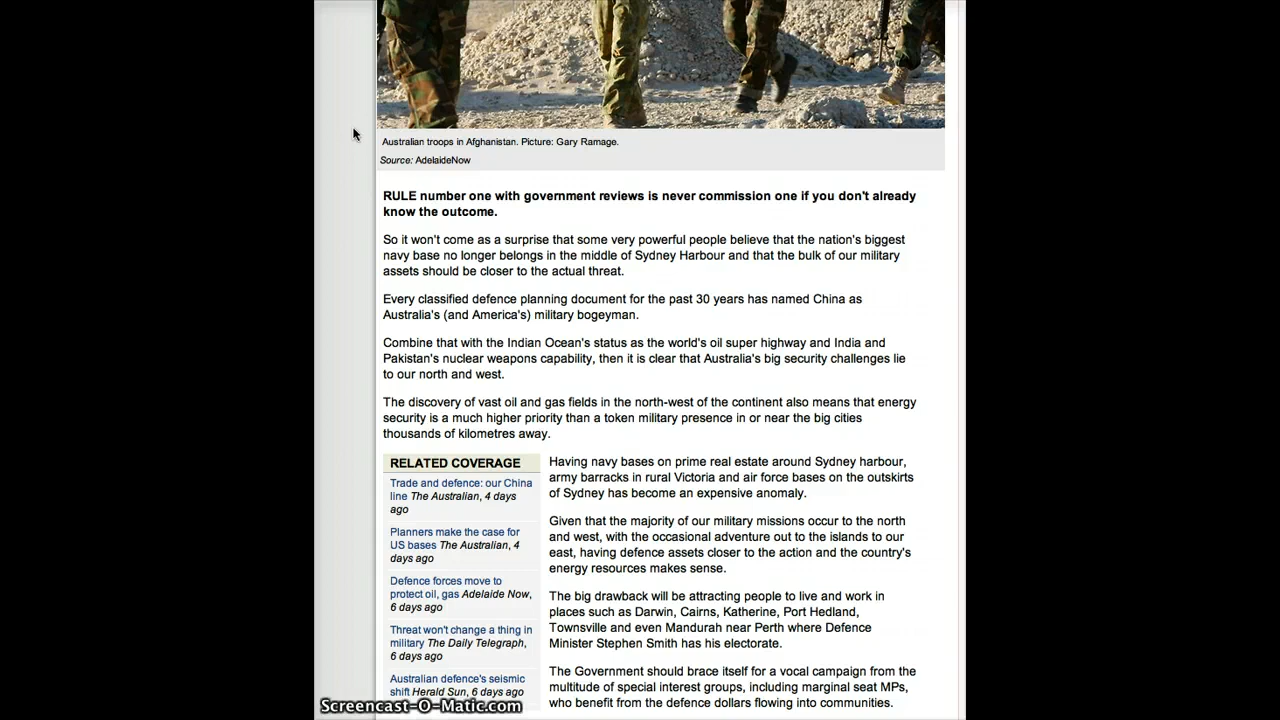 Australian troops in Afghanistan. Picture: Gary Ramage.
Source: AdelaideNow
RULE number one with government reviews is never commission one if you don't already
know the outcome.
So it won't come as a surprise that some very powerful people believe that the nation's biggest
navy base no longer belongs in the middle of Sydney Harbour and that the bulk of our military
assets should be closer to the actual threat.
Every classified defence planning document for the past 30 years has named China as
Australia's (and America's) military bogeyman.
Combine that with the Indian Ocean's status as the world's oil super highway and India and
Pakistan's nuclear weapons capability, then it is clear that Australia's big security challenges lie
to our north and west.
The discovery of vast oil and gas fields in the north-west of the continent also means that energy
security is a much higher priority than a token military presence in or near the big cities
thousands of kilometres away.
RELATED COVERAGE
Trade and defence: our China
line The Australian, 4 days
ago
Planners make the case for
US bases The Australian, 4
days ago
Defence forces move to
protect oil, gas Adelaide Now,
6 days ago
Threat won't change a thing in
military The Daily Telegraph,
6 days ago
Australian defence's seismic
shift Herald Sun, 6 days ago
Having navy bases on prime real estate around Sydney harbour,
army barracks in rural Victoria and air force bases on the outskirts
of Sydney has become an expensive anomaly.
Given that the majority of our military missions occur to the north
and west, with the occasional adventure out to the islands to our
east, having defence assets closer to the action and the country's
energy resources makes sense.
The big drawback will be attracting people to live and work in
places such as Darwin, Cairns, Katherine, Port Hedland,
Townsville and even Mandurah near Perth where Defence
Minister Stephen Smith has his electorate.
The Government should brace itself for a vocal campaign from the
multitude of special interest groups, including marginal seat MPs,
who benefit from the defence dollars flowing into communities.
Screencast-O-Matic.com